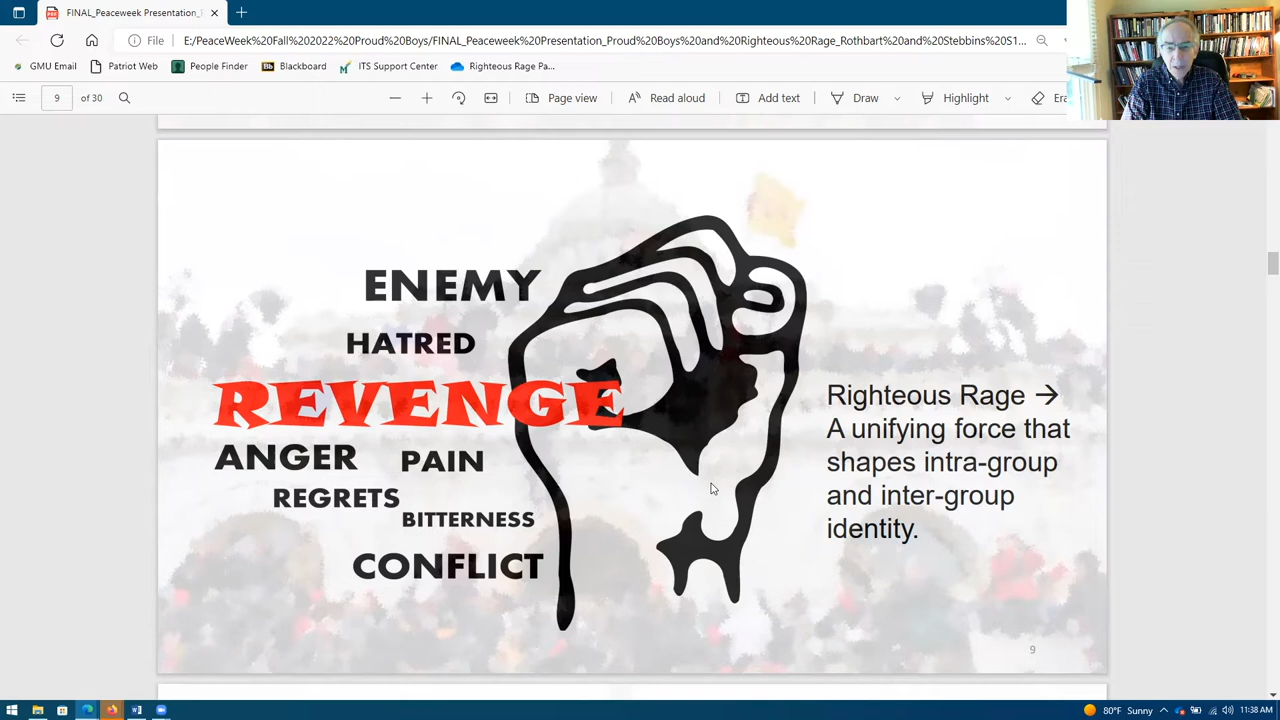 FINAL_Peaceweek Presentation_
File
E:/PeaceWeek%20Fall%202022%20Proud%20Boys/FINAL_Peaceweek%20Presentation_Proud%20Boys%20and%20Righteous%20Rage_Rothbart%20and%20Stebbins%20S1...
GMU Email
Patriot Web
People Finder
Bb Blackboard
ITS Support Center
Righteous Rage Pa...
9 of 30
Page view
Read aloud
Add text
Draw
Highlight
Era
ENEMY
HATRED
REVENGE
ANGER PAIN
REGRETS
BITTERNESS
CONFLICT
Righteous Rage →
A unifying force that
shapes intra-group
and inter-group
identity.
9
80°F Sunny
11:38 AM